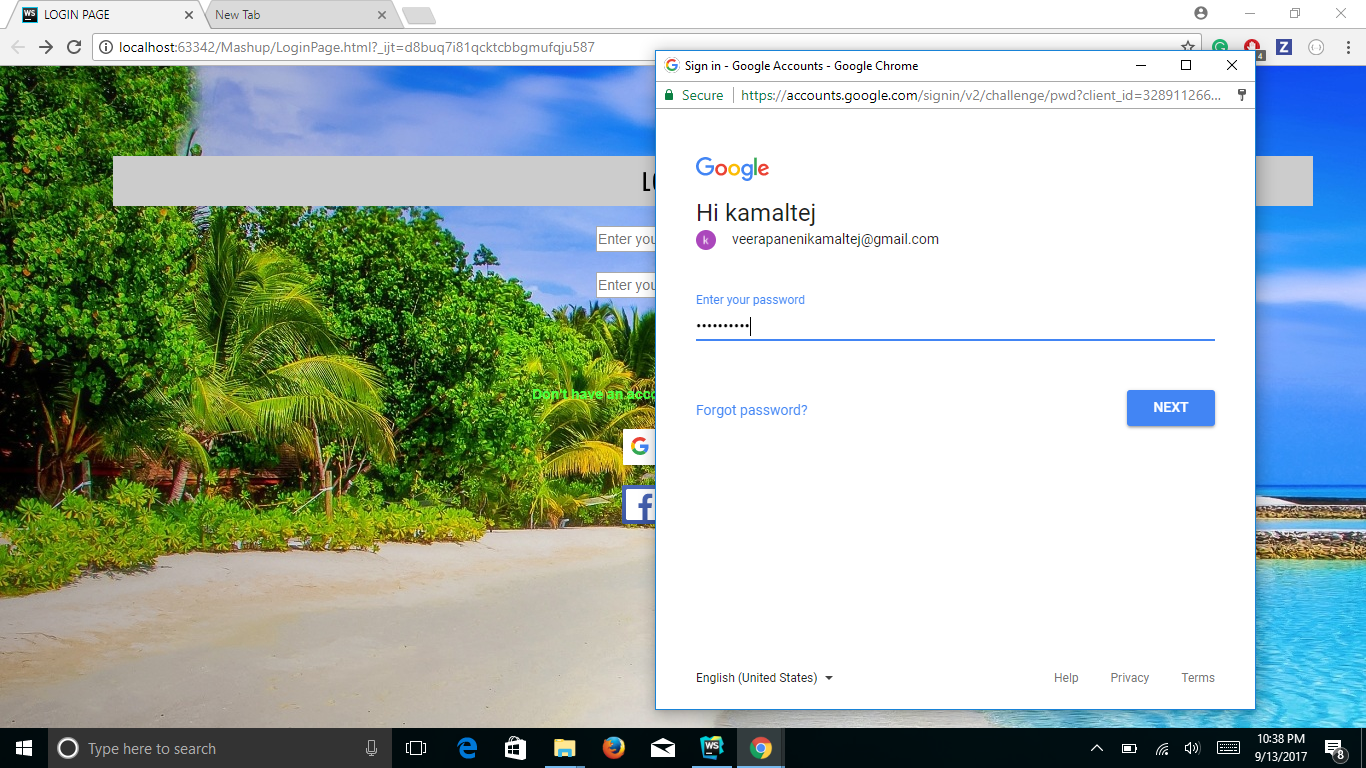 LOGIN PAGE
New Tab
localhost:63342/Mashup/LoginPage.html?_ijt=d8buq7i81qcktcbbgmufqju587
4
Sign in - Google Accounts - Google Chrome
Secure
https://accounts.google.com/signin/v2/challenge/pwd?client_id=328911266...
LO
Enter you
Enter you
Don't have an acco
Google
Hi kamaltej
k
veerapanenikamaltej@gmail.com
Enter your password
••••••••••
Forgot password?
NEXT
English (United States)
Help
Privacy
Terms
Type here to search
10:38 PM
9/13/2017
8